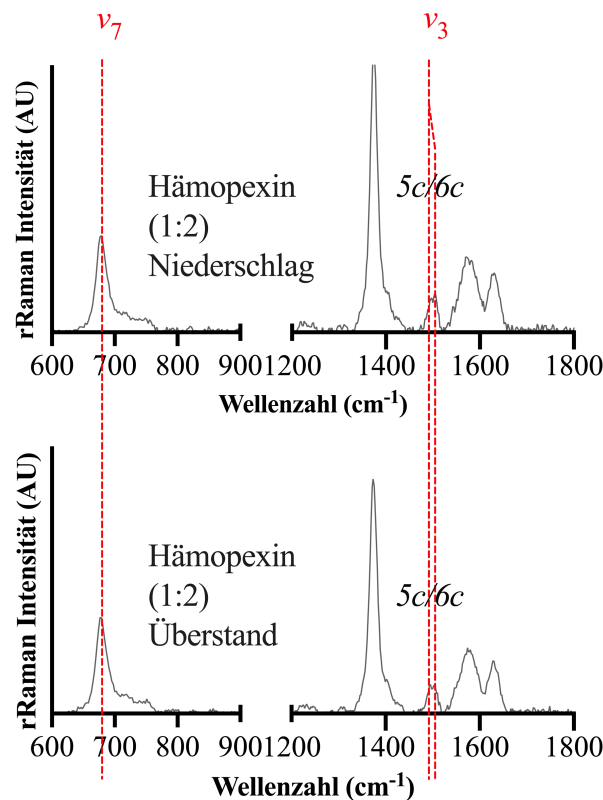 ν7 ν3
rRaman Intensität (AU)
Hämopexin
(1:2)
Niederschlag
5c/6c
600 700 800 900 1200 1400 1600 1800
Wellenzahl (cm-1)
rRaman Intensität (AU)
Hämopexin
(1:2)
Überstand
5c/6c
600 700 800 900 1200 1400 1600 1800
Wellenzahl (cm-1)